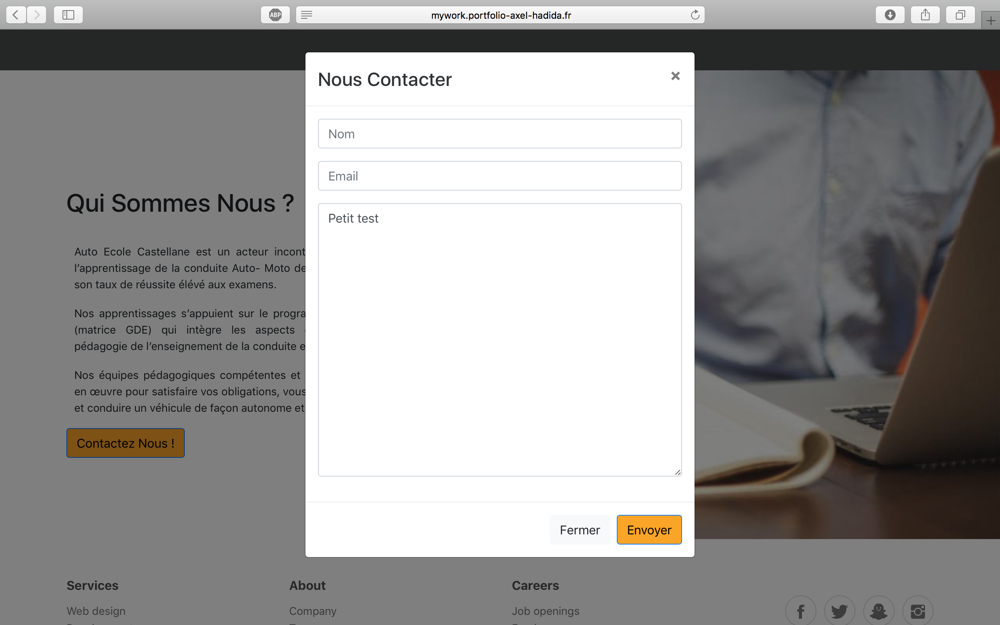 ABP
mywork.portfolio-axel-hadida.fr
Nous Contacter
×
Nom
Email
Petit test
Fermer
Envoyer
Qui Sommes Nous ?
Auto Ecole Castellane est un acteur incont
l’apprentissage de la conduite Auto- Moto de
son taux de réussite élévé aux examens.
Nos apprentissages s’appuient sur le progra
(matrice GDE) qui intègre les aspects
pédagogie de l’enseignement de la conduite e
Nos équipes pédagogiques compétentes et
en œuvre pour satisfaire vos obligations, vous
et conduire un véhicule de façon autonome et
Contactez Nous !
Services
Web design
About
Company
Careers
Job openings